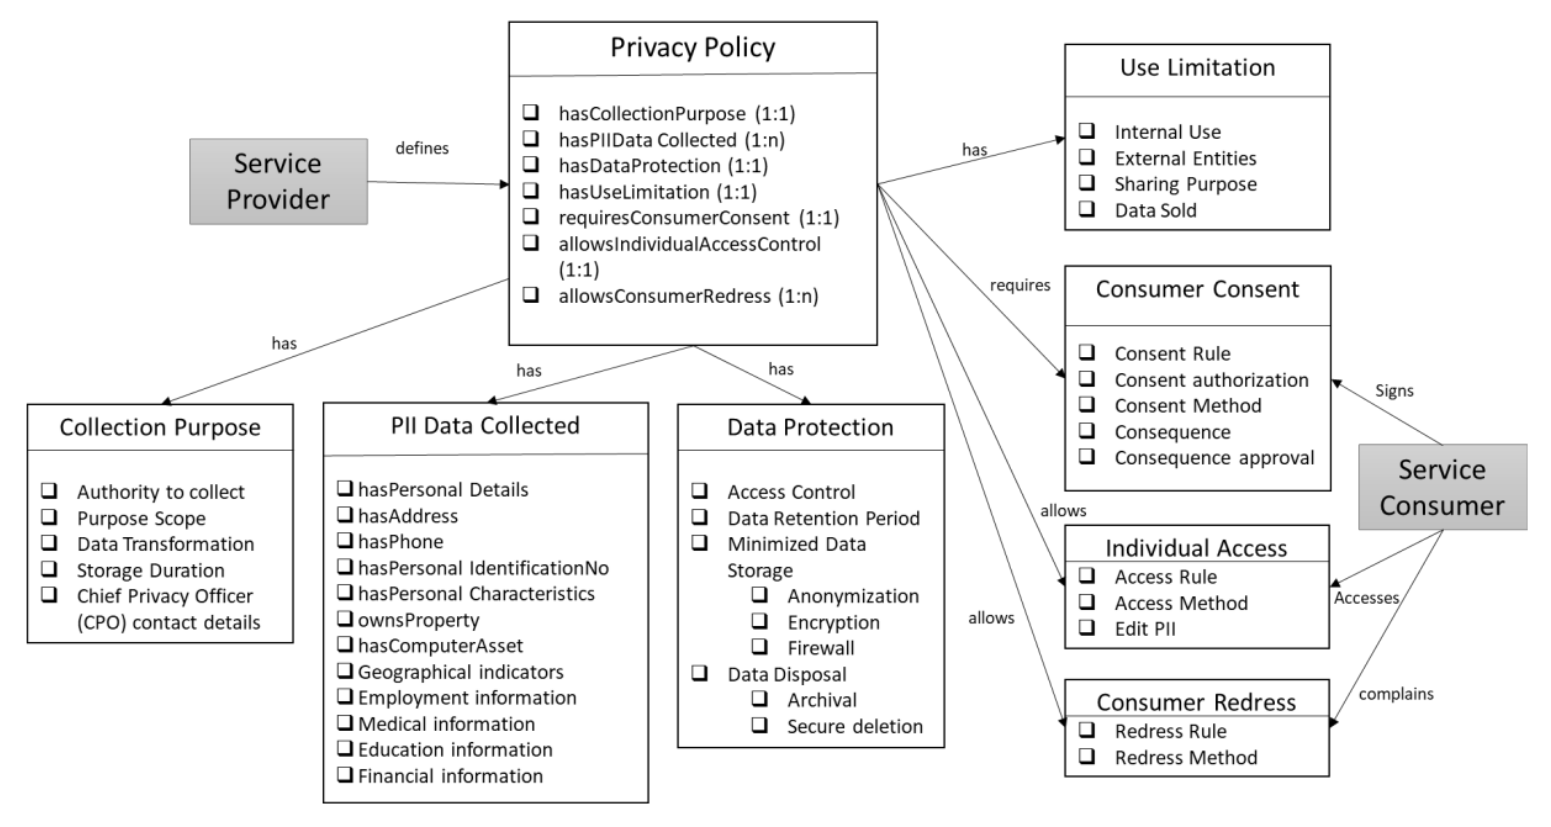 Privacy Policy
hasCollectionPurpose (1:1)
hasPIIData Collected (1:n)
hasDataProtection (1:1)
hasUseLimitation (1:1)
requiresConsumerConsent (1:1)
allowsIndividualAccessControl
(1:1)
allowsConsumerRedress (1:n)
Service
Provider
defines
has
has
has
has
requires
allows
allows
Use Limitation
Internal Use
External Entities
Sharing Purpose
Data Sold
Consumer Consent
Consent Rule
Consent authorization
Consent Method
Consequence
Consequence approval
Signs
Service
Consumer
Accesses
complains
Individual Access
Access Rule
Access Method
Edit PII
Consumer Redress
Redress Rule
Redress Method
Collection Purpose
Authority to collect
Purpose Scope
Data Transformation
Storage Duration
Chief Privacy Officer
(CPO) contact details
PII Data Collected
hasPersonal Details
hasAddress
hasPhone
hasPersonal IdentificationNo
hasPersonal Characteristics
ownsProperty
hasComputerAsset
Geographical indicators
Employment information
Medical information
Education information
Financial information
Data Protection
Access Control
Data Retention Period
Minimized Data
Storage
Anonymization
Encryption
Firewall
Data Disposal
Archival
Secure deletion